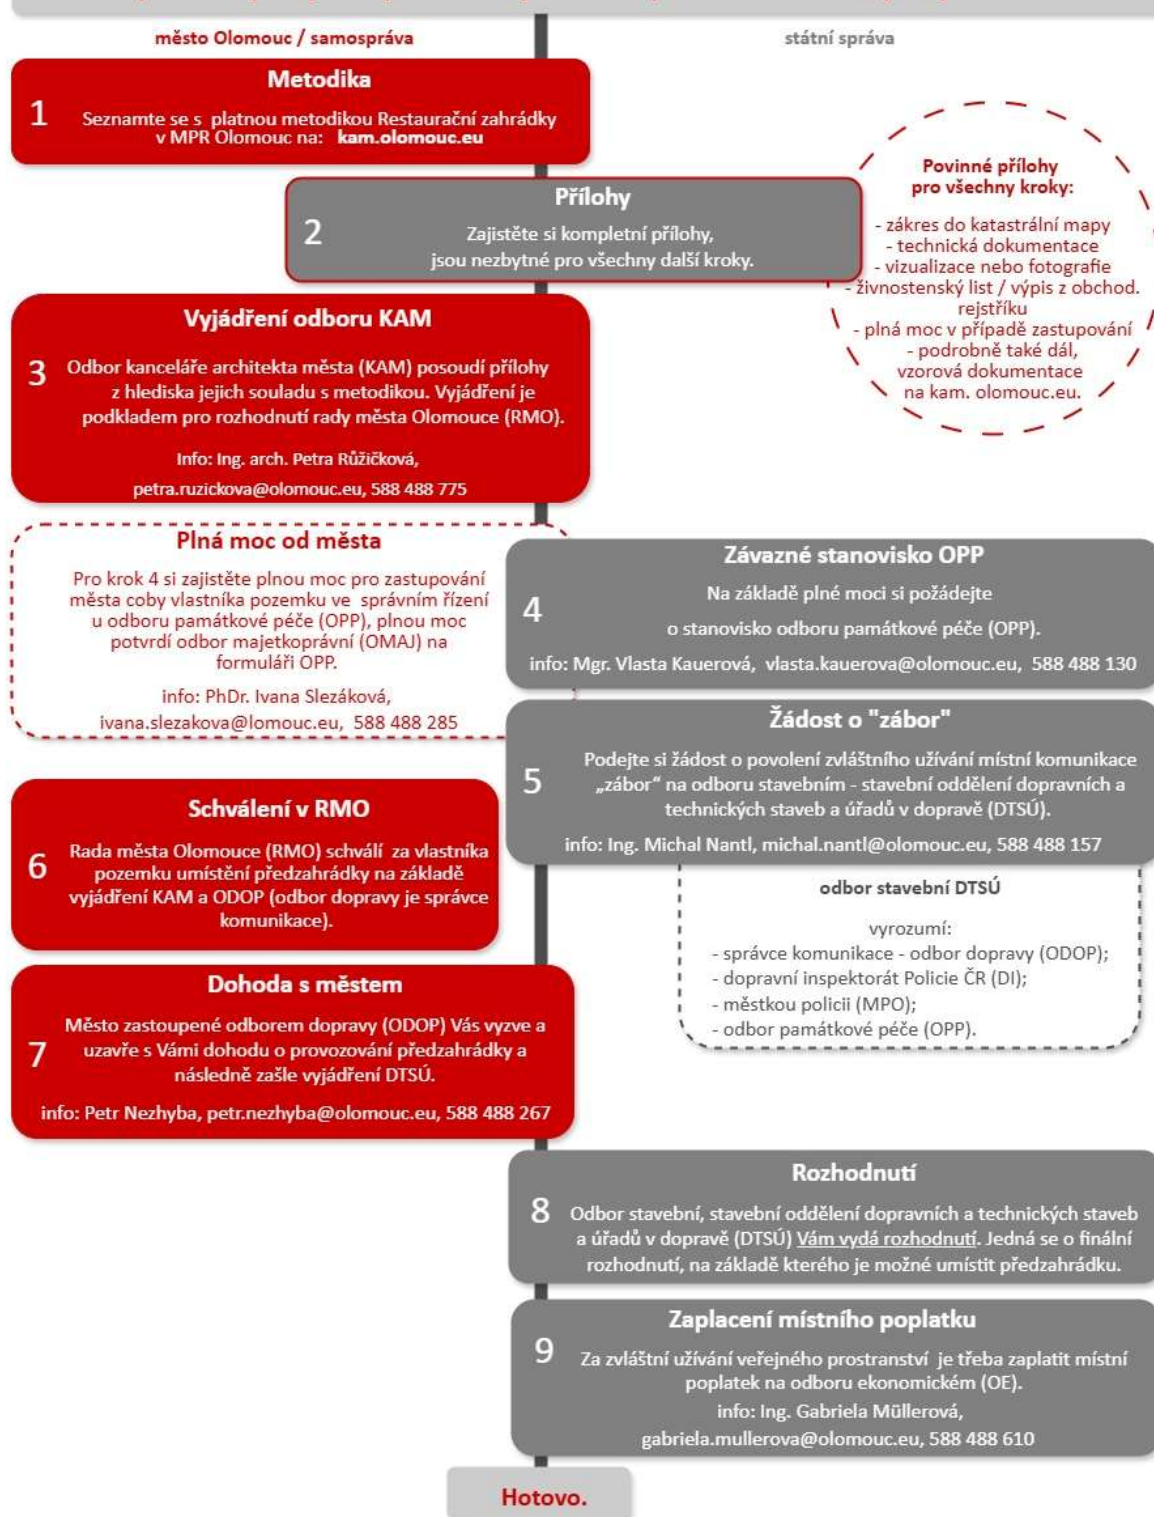 město Olomouc / samospráva
státní správa
Metodika
1
Seznamte se s platnou metodikou Restaurační zahrádky
v MPR Olomouc na: kam.olomouc.eu
Přílohy
2
Zajistěte si kompletní přílohy,
jsou nezbytné pro všechny další kroky.
Povinné přílohy
pro všechny kroky:
- zákres do katastrální mapy
- technická dokumentace
- vizualizace nebo fotografie
- živnostenský list / výpis z obchod.
rejstříku
- plná moc v případě zastupování
- podrobně také dál,
vzorová dokumentace
na kam. olomouc.eu.
Vyjádření odboru KAM
3
Odbor kanceláře architekta města (KAM) posoudí přílohy
z hlediska jejich souladu s metodikou. Vyjádření je
podkladem pro rozhodnutí rady města Olomouce (RMO).
Info: Ing. arch. Petra Růžičková,
petra.ruzickova@olomouc.eu, 588 488 775
Plná moc od města
Pro krok 4 si zajistěte plnou moc pro zastupování
města coby vlastníka pozemku ve správním řízení
u odboru památkové péče (OPP), plnou moc
potvrdí odbor majetkoprávní (OMAJ) na
formuláři OPP.
info: PhDr. Ivana Slezáková,
ivana.slezakova@lomouc.eu, 588 488 285
Závazné stanovisko OPP
4
Na základě plné moci si požádejte
o stanovisko odboru památkové péče (OPP).
info: Mgr. Vlasta Kauerová, vlasta.kauerova@olomouc.eu, 588 488 130
Žádost o "zábor"
5
Podejte si žádost o povolení zvláštního užívání místní komunikace
„zábor“ na odboru stavebním - stavební oddělení dopravních a
technických staveb a úřadů v dopravě (DTSÚ).
info: Ing. Michal Nantl, michal.nantl@olomouc.eu, 588 488 157
odbor stavební DTSÚ
vyrozumí:
- správce komunikace - odbor dopravy (ODOP);
- dopravní inspektorát Policie ČR (DI);
- městkou policii (MPO);
- odbor památkové péče (OPP).
Schválení v RMO
6
Rada města Olomouce (RMO) schválí za vlastníka
pozemku umístění předzahrádky na základě
vyjádření KAM a ODOP (odbor dopravy je správce
komunikace).
Dohoda s městem
7
Město zastoupené odborem dopravy (ODOP) Vás vyzve a
uzavře s Vámi dohodu o provozování předzahrádky a
následně zašle vyjádření DTSÚ.
info: Petr Nezhyba, petr.nezhyba@olomouc.eu, 588 488 267
Rozhodnutí
8
Odbor stavební, stavební oddělení dopravních a technických staveb
a úřadů v dopravě (DTSÚ) Vám vydá rozhodnutí. Jedná se o finální
rozhodnutí, na základě kterého je možné umístit předzahrádku.
Zaplacení místního poplatku
9
Za zvláštní užívání veřejného prostranství je třeba zaplatit místní
poplatek na odboru ekonomickém (OE).
info: Ing. Gabriela Müllerová,
gabriela.mullerova@olomouc.eu, 588 488 610
Hotovo.